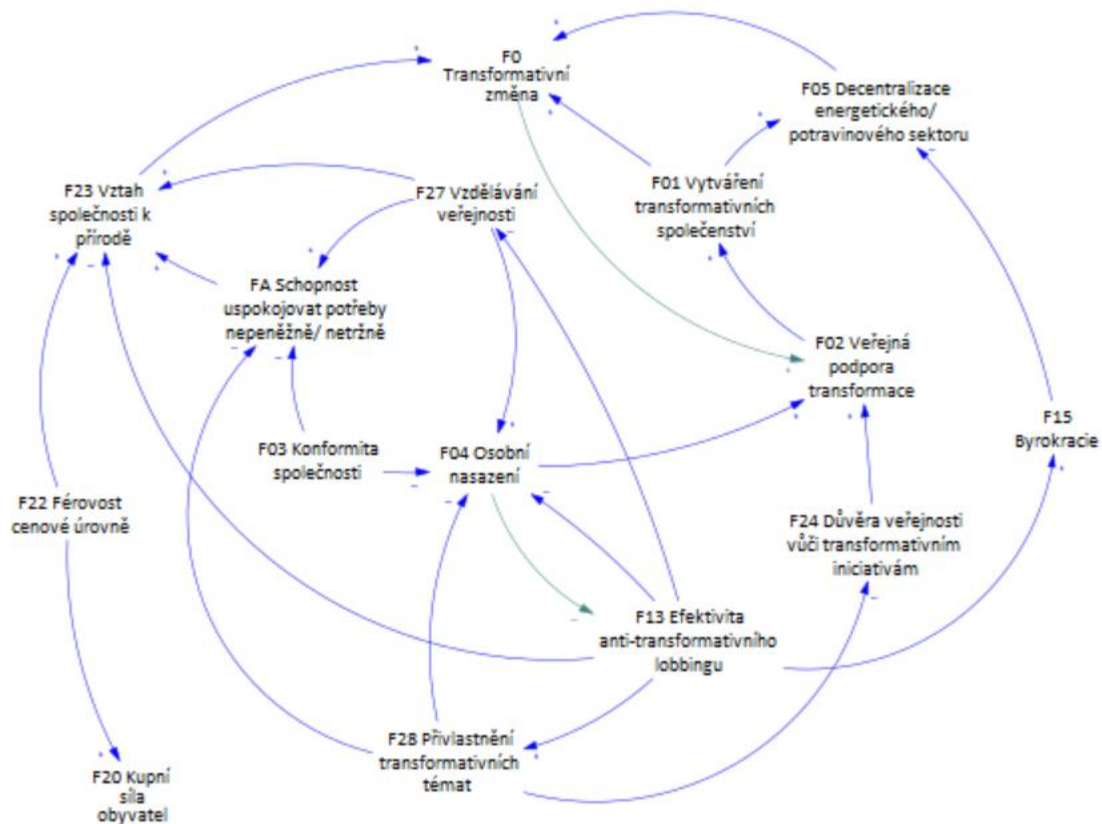 F0
Transformativní
změna
F05 Decentralizace
energetického/
potravinového sektoru
F23 Vztah
společnosti k
přírodě
F27 Vzdělávání
veřejnosti
F01 Vytváření
transformativních
společenství
FA Schopnost
uspokojovat potřeby
nepeněžně/ netržně
F02 Veřejná
podpora
transformace
F15
Byrokracie
F03 Konformita
společnosti
F04 Osobní
nasazení
F22 Férovost
cenové úrovně
F24 Důvěra veřejnosti
vůči transformativním
iniciativám
F13 Efektivita
anti-transformativního
lobbingu
F28 Přivlastnění
transformativních
témat
F20 Kupní
síla
obyvatel